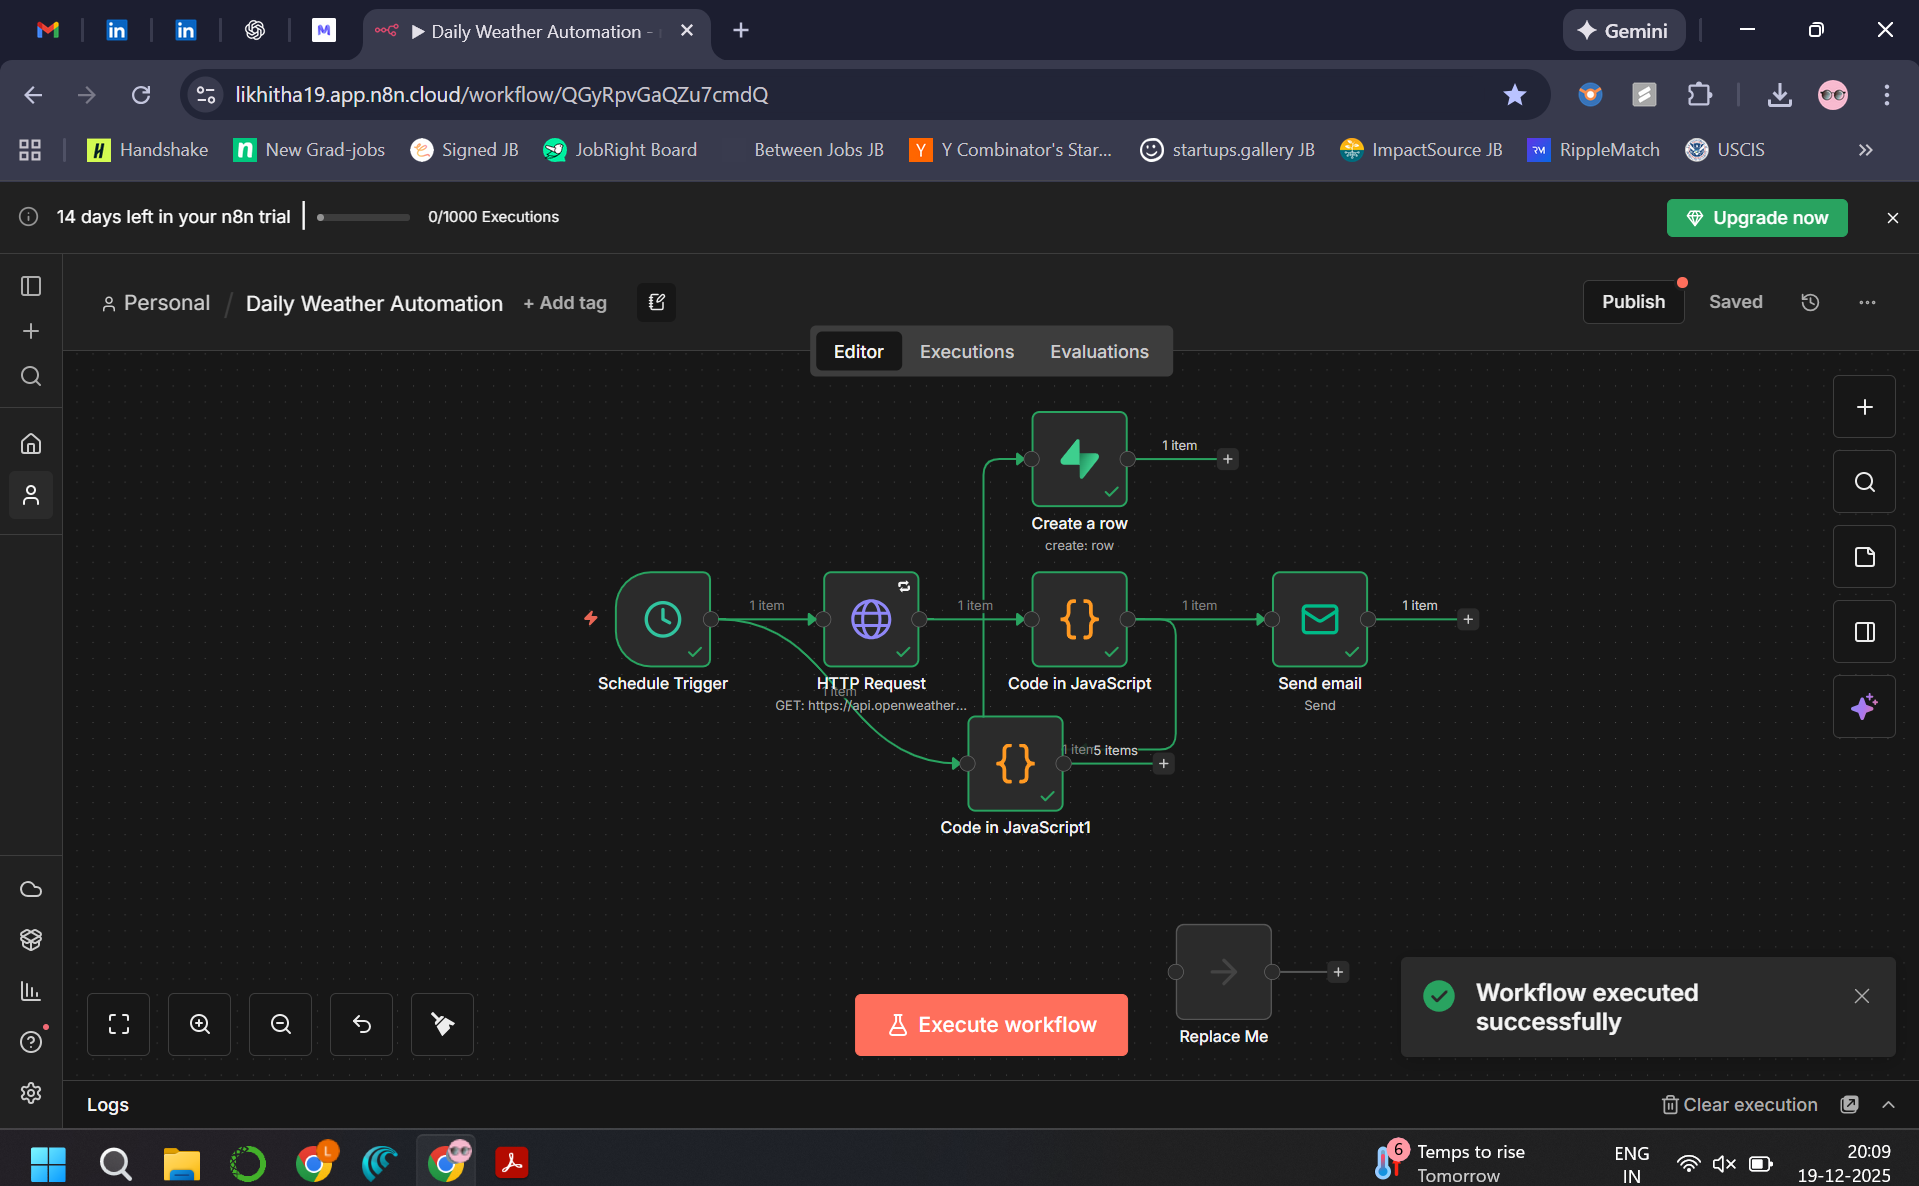 Daily Weather Automation -
Gemini
likhitha19.app.n8n.cloud/workflow/QGyRpvGaQZu7cmdQ
Handshake
New Grad-jobs
Signed JB
JobRight Board
Between Jobs JB
Y Combinator's Star...
startups.gallery JB
ImpactSource JB
RippleMatch
USCIS
14 days left in your n8n trial
0/1000 Executions
Upgrade now
Personal / Daily Weather Automation
+ Add tag
Publish
Saved
Editor
Executions
Evaluations
1 item
Create a row
create: row
1 item
1 item
1 item
1 item
Schedule Trigger
HTTP Request
Code in JavaScript
Send email
1 item
GET: https://api.openweather...
Send
1 item
5 items
Code in JavaScript1
Replace Me
Execute workflow
Workflow executed
successfully
Logs
Clear execution
L
6
Temps to rise
Tomorrow
ENG
IN
20:09
19-12-2025